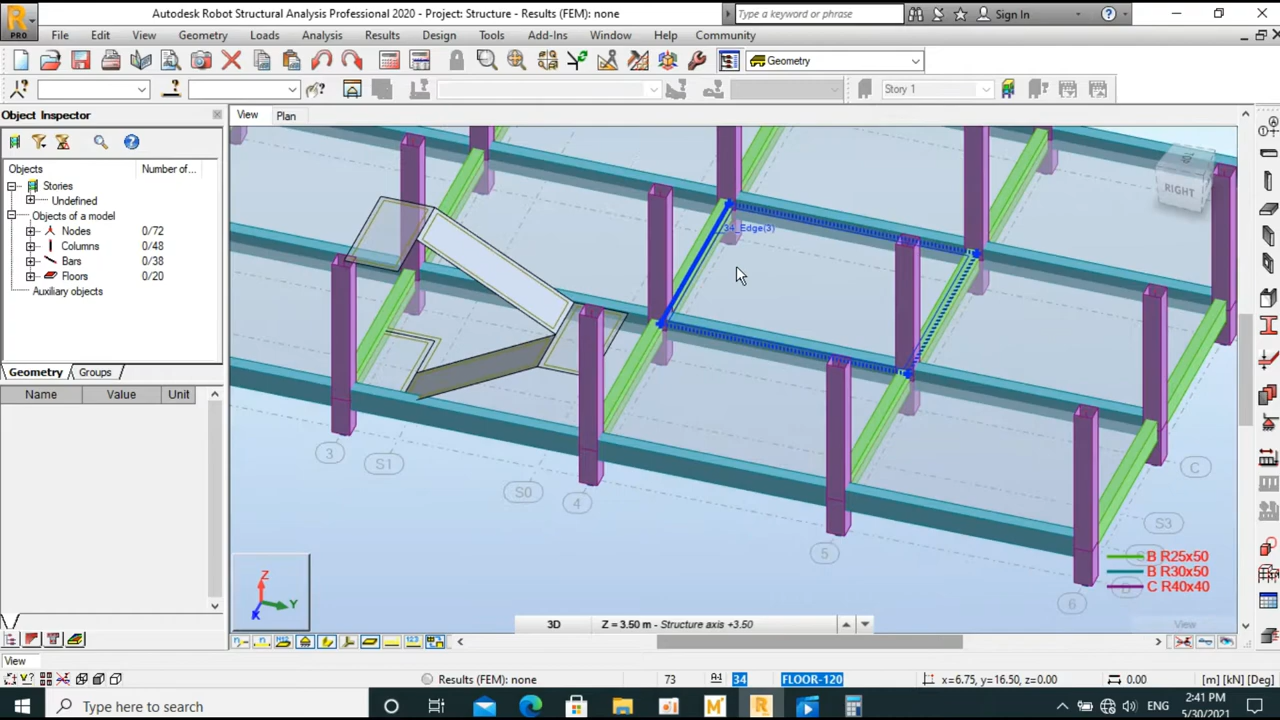 Autodesk Robot Structural Analysis Professional 2020 - Project: Structure - Results (FEM): none
Type a keyword or phrase
Sign In
PRO
File Edit View Geometry Loads Analysis Results Design Tools Add-Ins Window Help Community
Geometry
Story 1
Object Inspector
View
Plan
Objects Number of...
Stories
Undefined
Objects of a model
Nodes 0/72
Columns 0/48
Bars 0/38
Floors 0/20
Auxiliary objects
Geometry Groups
Name Value Unit
34_Edge(3)
RIGHT
3
S1
S0
4
5
6
C
S3
B R25x50
B R30x50
C R40x40
Z
Y
X
3D
Z = 3.50 m - Structure axis +3.50
View
View
Results (FEM): none
73
34
FLOOR-120
x=6.75, y=16.50, z=0.00
0.00
[m] [kN] [Deg]
Type here to search
ENG
2:41 PM
5/30/2021